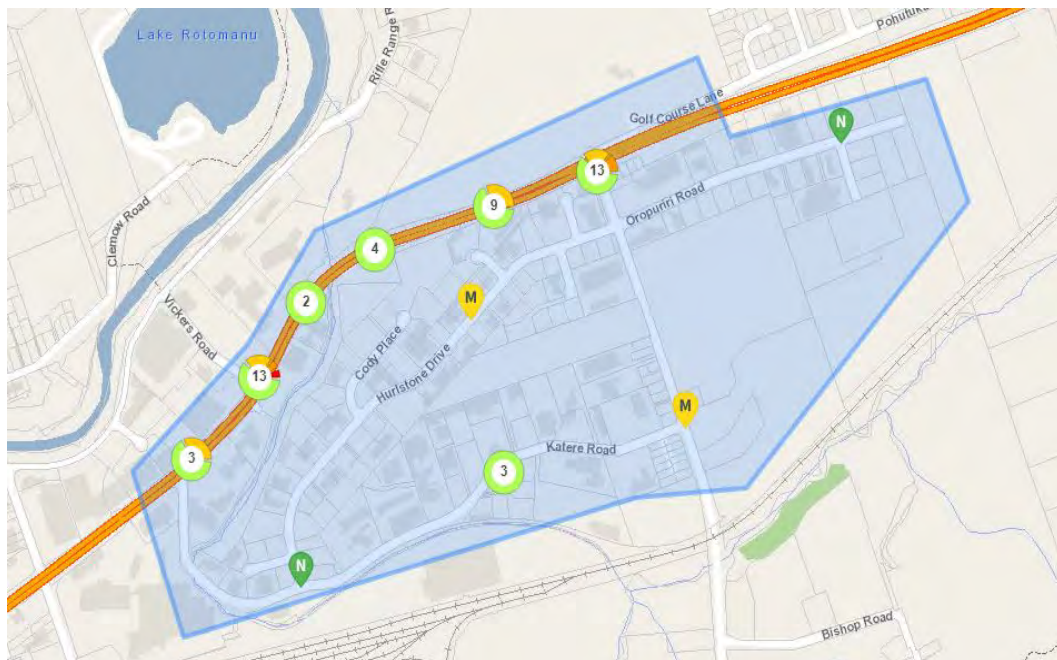 Lake Rotomanu
Rifle Range R
Pohutuk
Golf Course Lane
N
13
Oropuriri Road
9
Clemow Road
4
M
2
Vickers Road
Cody Place
13
Hurlstone Drive
M
3
Katere Road
3
N
Bishop Road